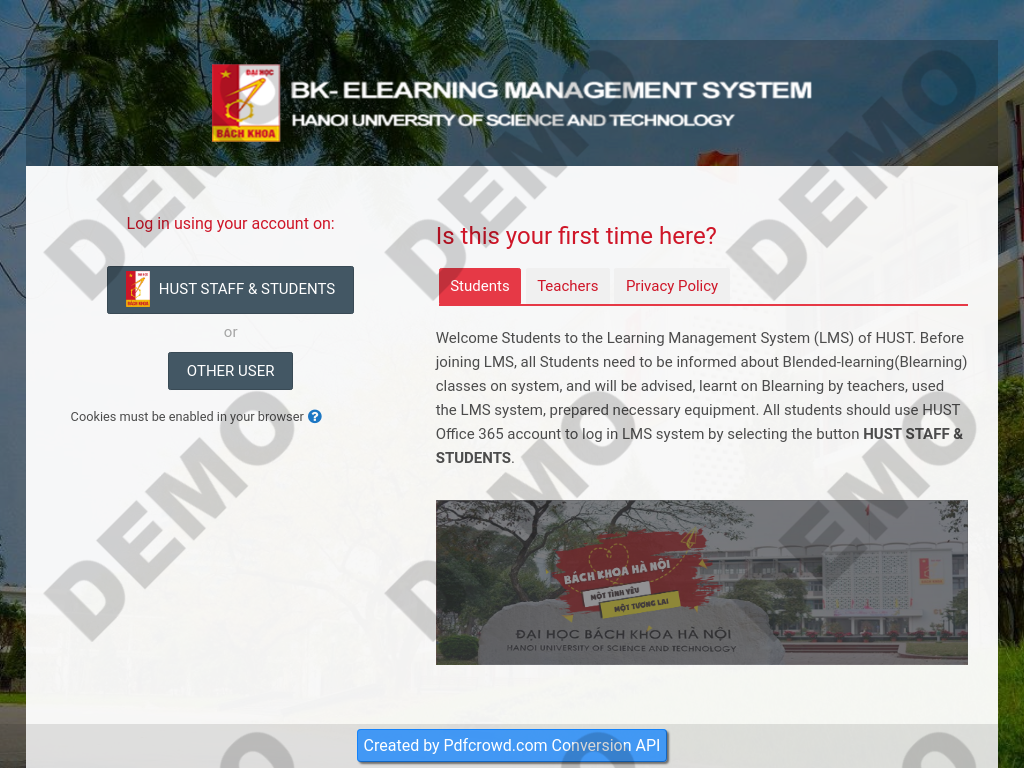 ĐẠI HỌC
BÁCH KHOA
BK- ELEARNING MANAGEMENT SYSTEM
HANOI UNIVERSITY OF SCIENCE AND TECHNOLOGY
Log in using your account on:
HUST STAFF & STUDENTS
or
OTHER USER
Cookies must be enabled in your browser
Is this your first time here?
Students
Teachers
Privacy Policy
Welcome Students to the Learning Management System (LMS) of HUST. Before
joining LMS, all Students need to be informed about Blended-learning(Blearning)
classes on system, and will be advised, learnt on Blearning by teachers, used
the LMS system, prepared necessary equipment. All students should use HUST
Office 365 account to log in LMS system by selecting the button HUST STAFF &
STUDENTS.
BÁCH KHOA HÀ NỘI
MỘT TÌNH YÊU
MỘT TƯƠNG LAI
ĐẠI HỌC BÁCH KHOA HÀ NỘI
HANOI UNIVERSITY OF SCIENCE AND TECHNOLOGY
DEMO
DEMO
DEMO
DEMO
DEMO
DEMO
Created by Pdfcrowd.com Conversion API